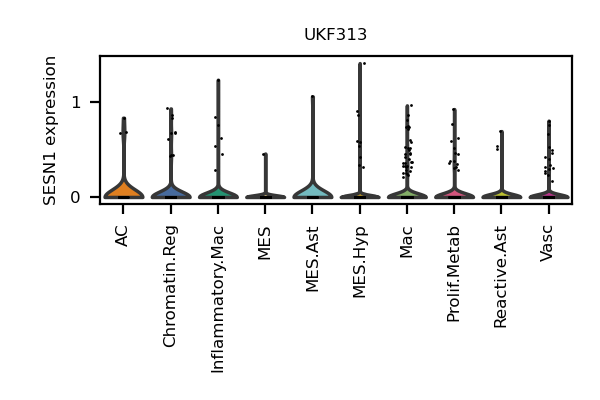 UKF313
SESN1 expression
1
0
AC
Chromatin.Reg
Inflammatory.Mac
MES
MES.Ast
MES.Hyp
Mac
Prolif.Metab
Reactive.Ast
Vasc